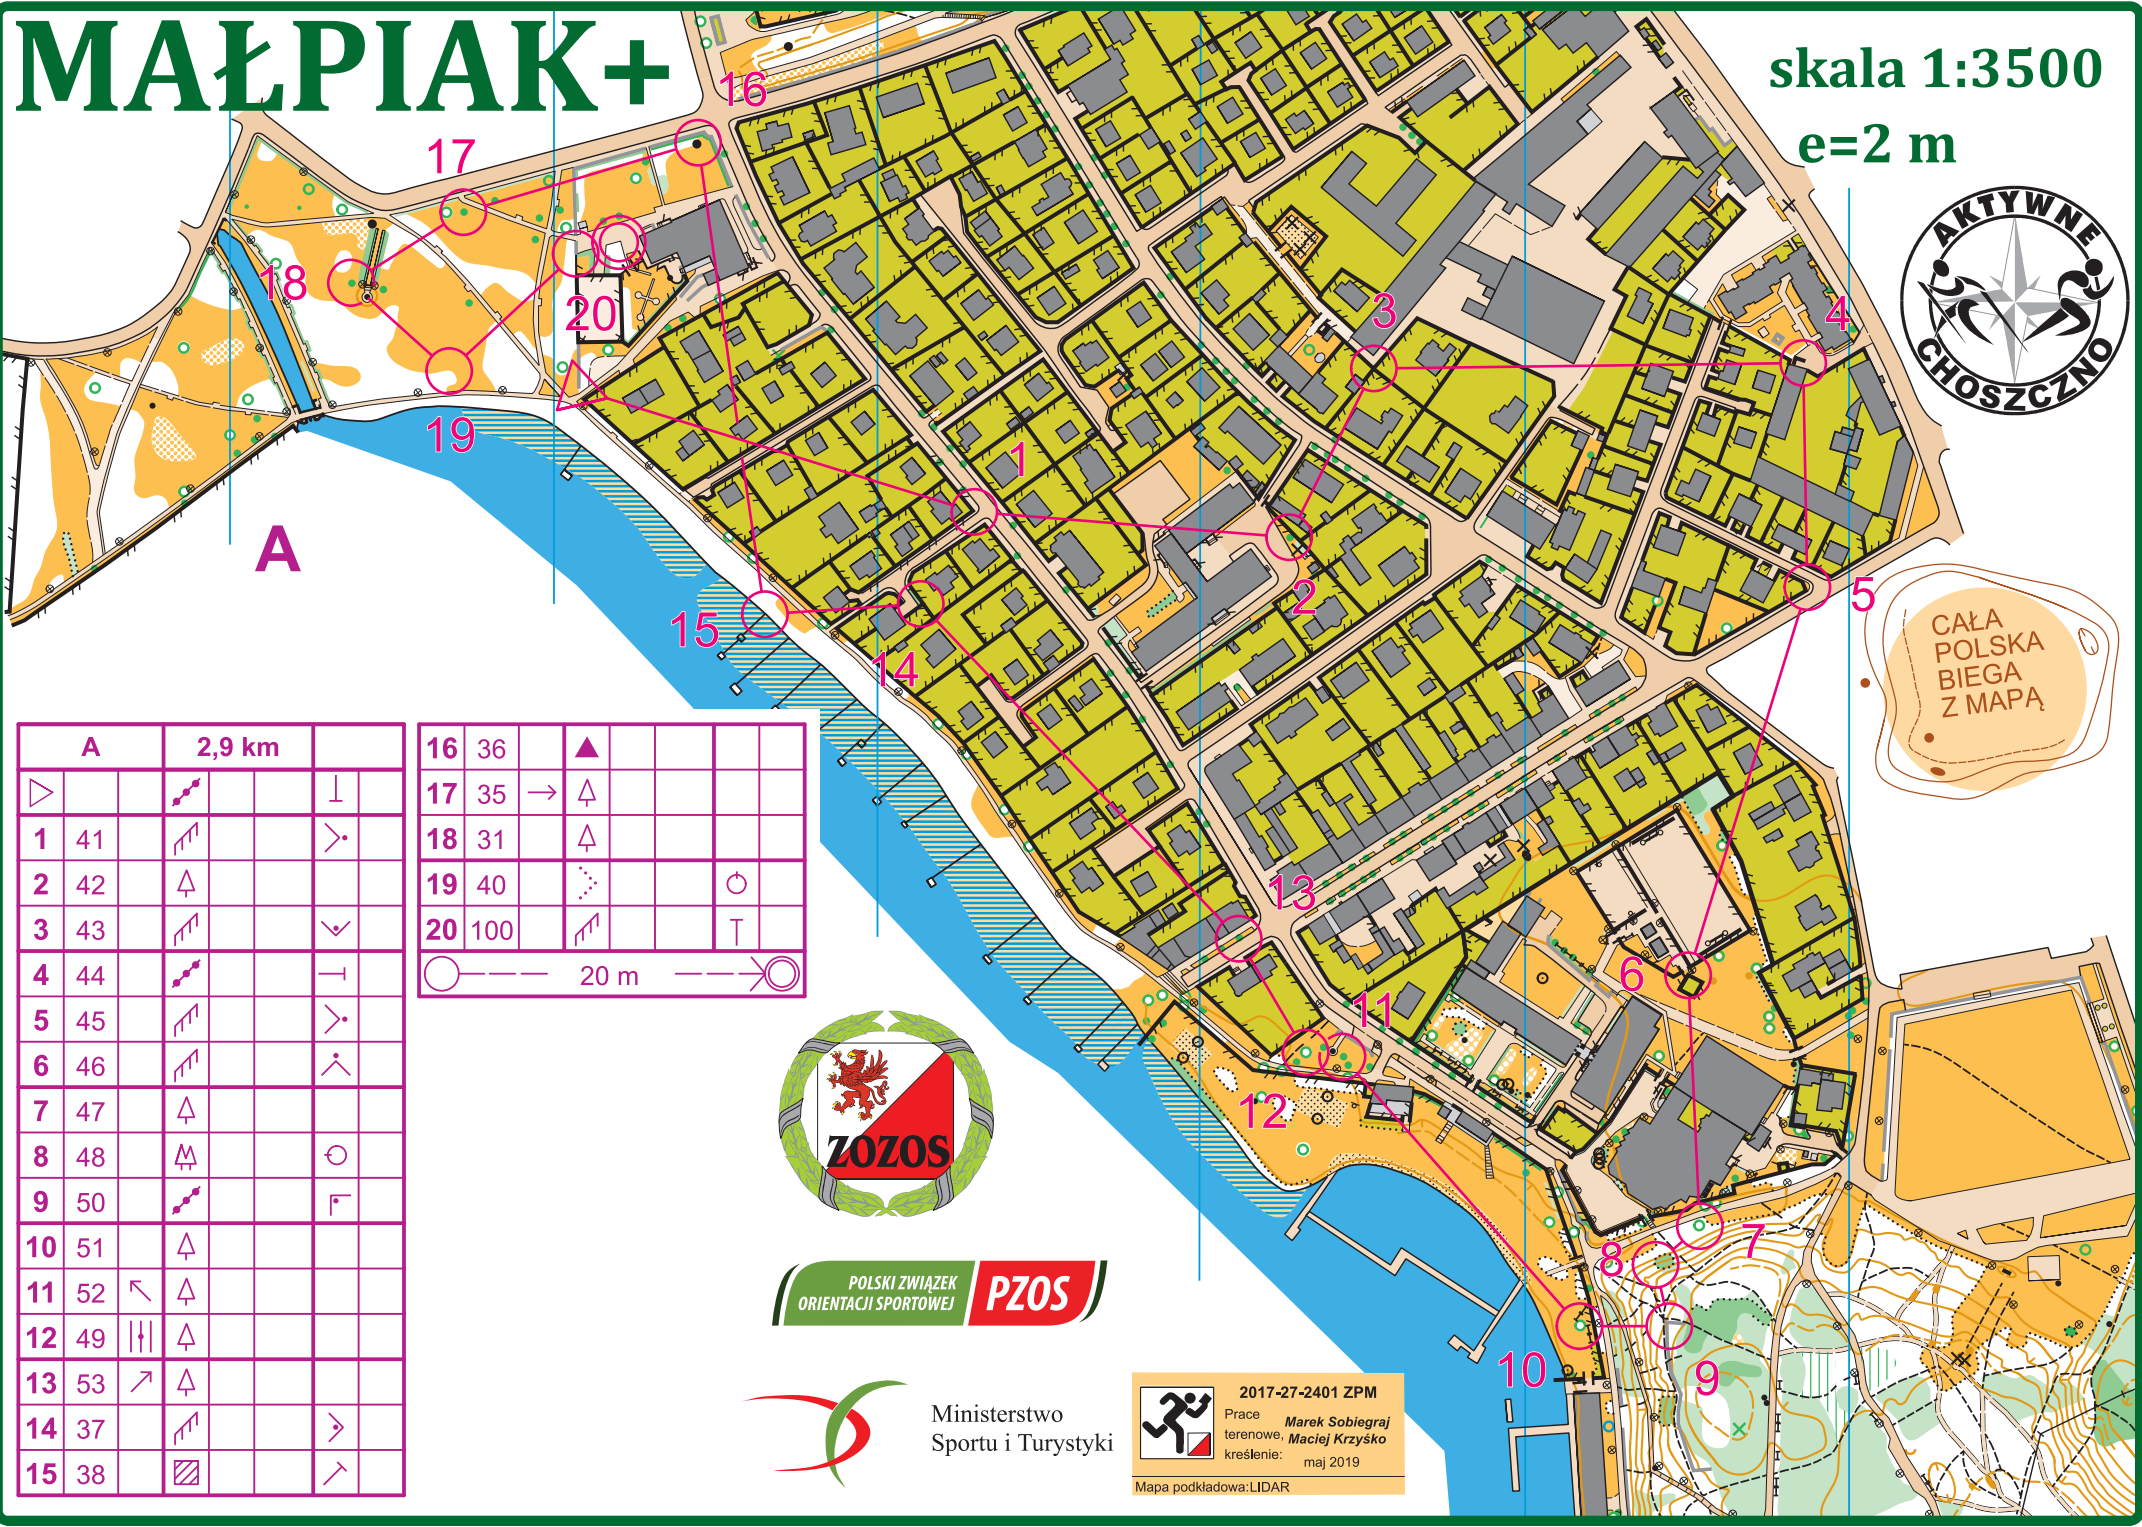 MAŁPIAK+
skala 1:3500
e=2 m
AKTYWNE
CHOSZCZNO
16
17
18
20
19
3
4
1
2
5
15
14
A
CAŁA
POLSKA
BIEGA
Z MAPĄ
13
6
11
12
7
8
10
9
A 2,9 km
1 41
2 42
3 43
4 44
5 45
6 46
7 47
8 48
9 50
10 51
11 52
12 49
13 53
14 37
15 38
16 36
17 35
18 31
19 40
20 100
20 m
ZOZOS
POLSKI ZWIĄZEK
ORIENTACJI SPORTOWEJ
PZOS
Ministerstwo
Sportu i Turystyki
2017-27-2401 ZPM
Prace
terenowe,
kreślenie:
Marek Sobiegraj
Maciej Krzyśko
maj 2019
Mapa podkładowa:LIDAR